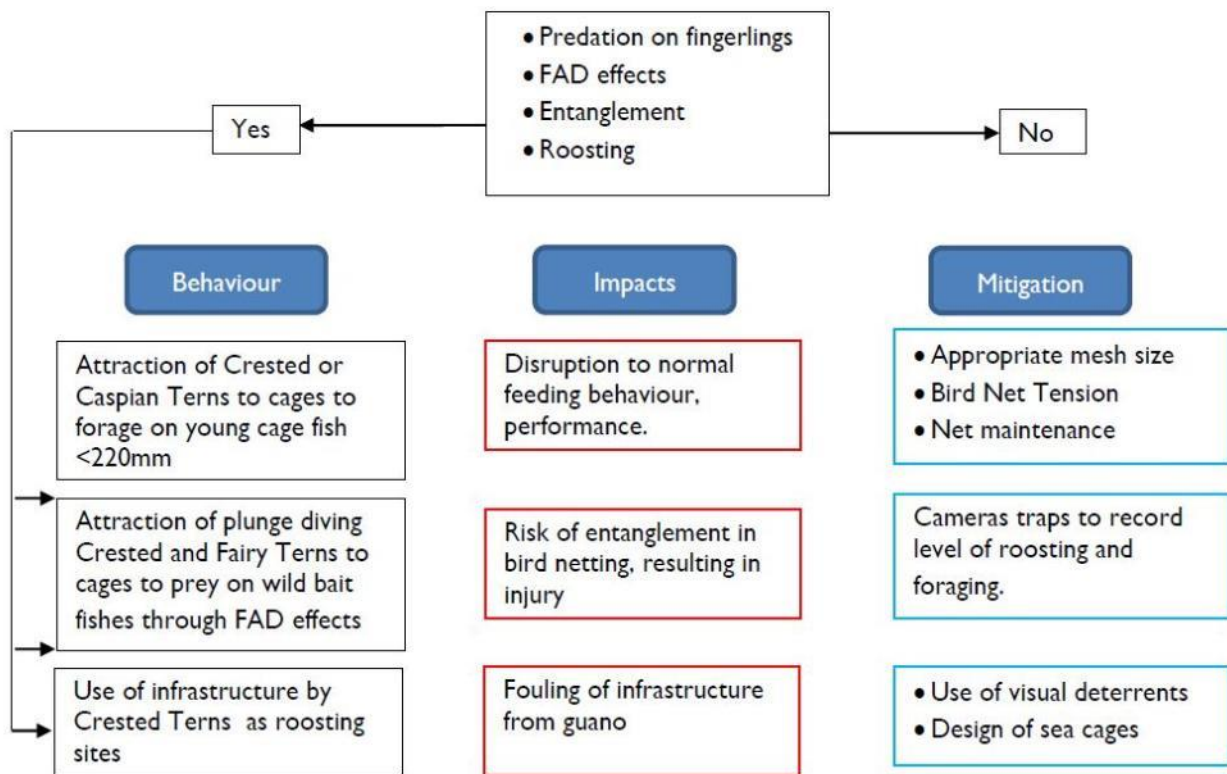 • Predation on fingerlings
• FAD effects
• Entanglement
• Roosting
Yes
No
Behaviour
Impacts
Mitigation
Attraction of Crested or
Caspian Terns to cages to
forage on young cage fish
<220mm
Disruption to normal
feeding behaviour,
performance.
• Appropriate mesh size
• Bird Net Tension
• Net maintenance
Attraction of plunge diving
Crested and Fairy Terns to
cages to prey on wild bait
fishes through FAD effects
Risk of entanglement in
bird netting, resulting in
injury
Cameras traps to record
level of roosting and
foraging.
Use of infrastructure by
Crested Terns as roosting
sites
Fouling of infrastructure
from guano
• Use of visual deterrents
• Design of sea cages